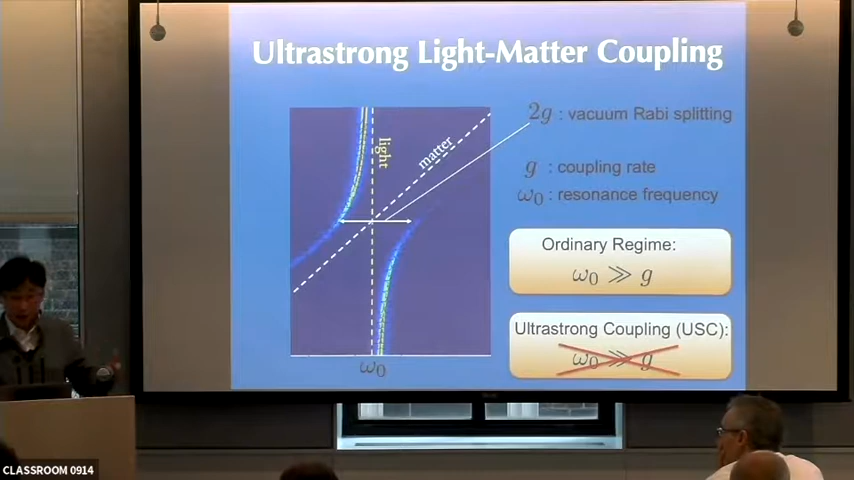 Ultrastrong Light-Matter Coupling
light
matter
2g : vacuum Rabi splitting
g : coupling rate
ω₀ : resonance frequency
Ordinary Regime:
ω₀ ≫ g
Ultrastrong Coupling (USC):
ω₀ ≫ g
ω₀
CLASSROOM 0914